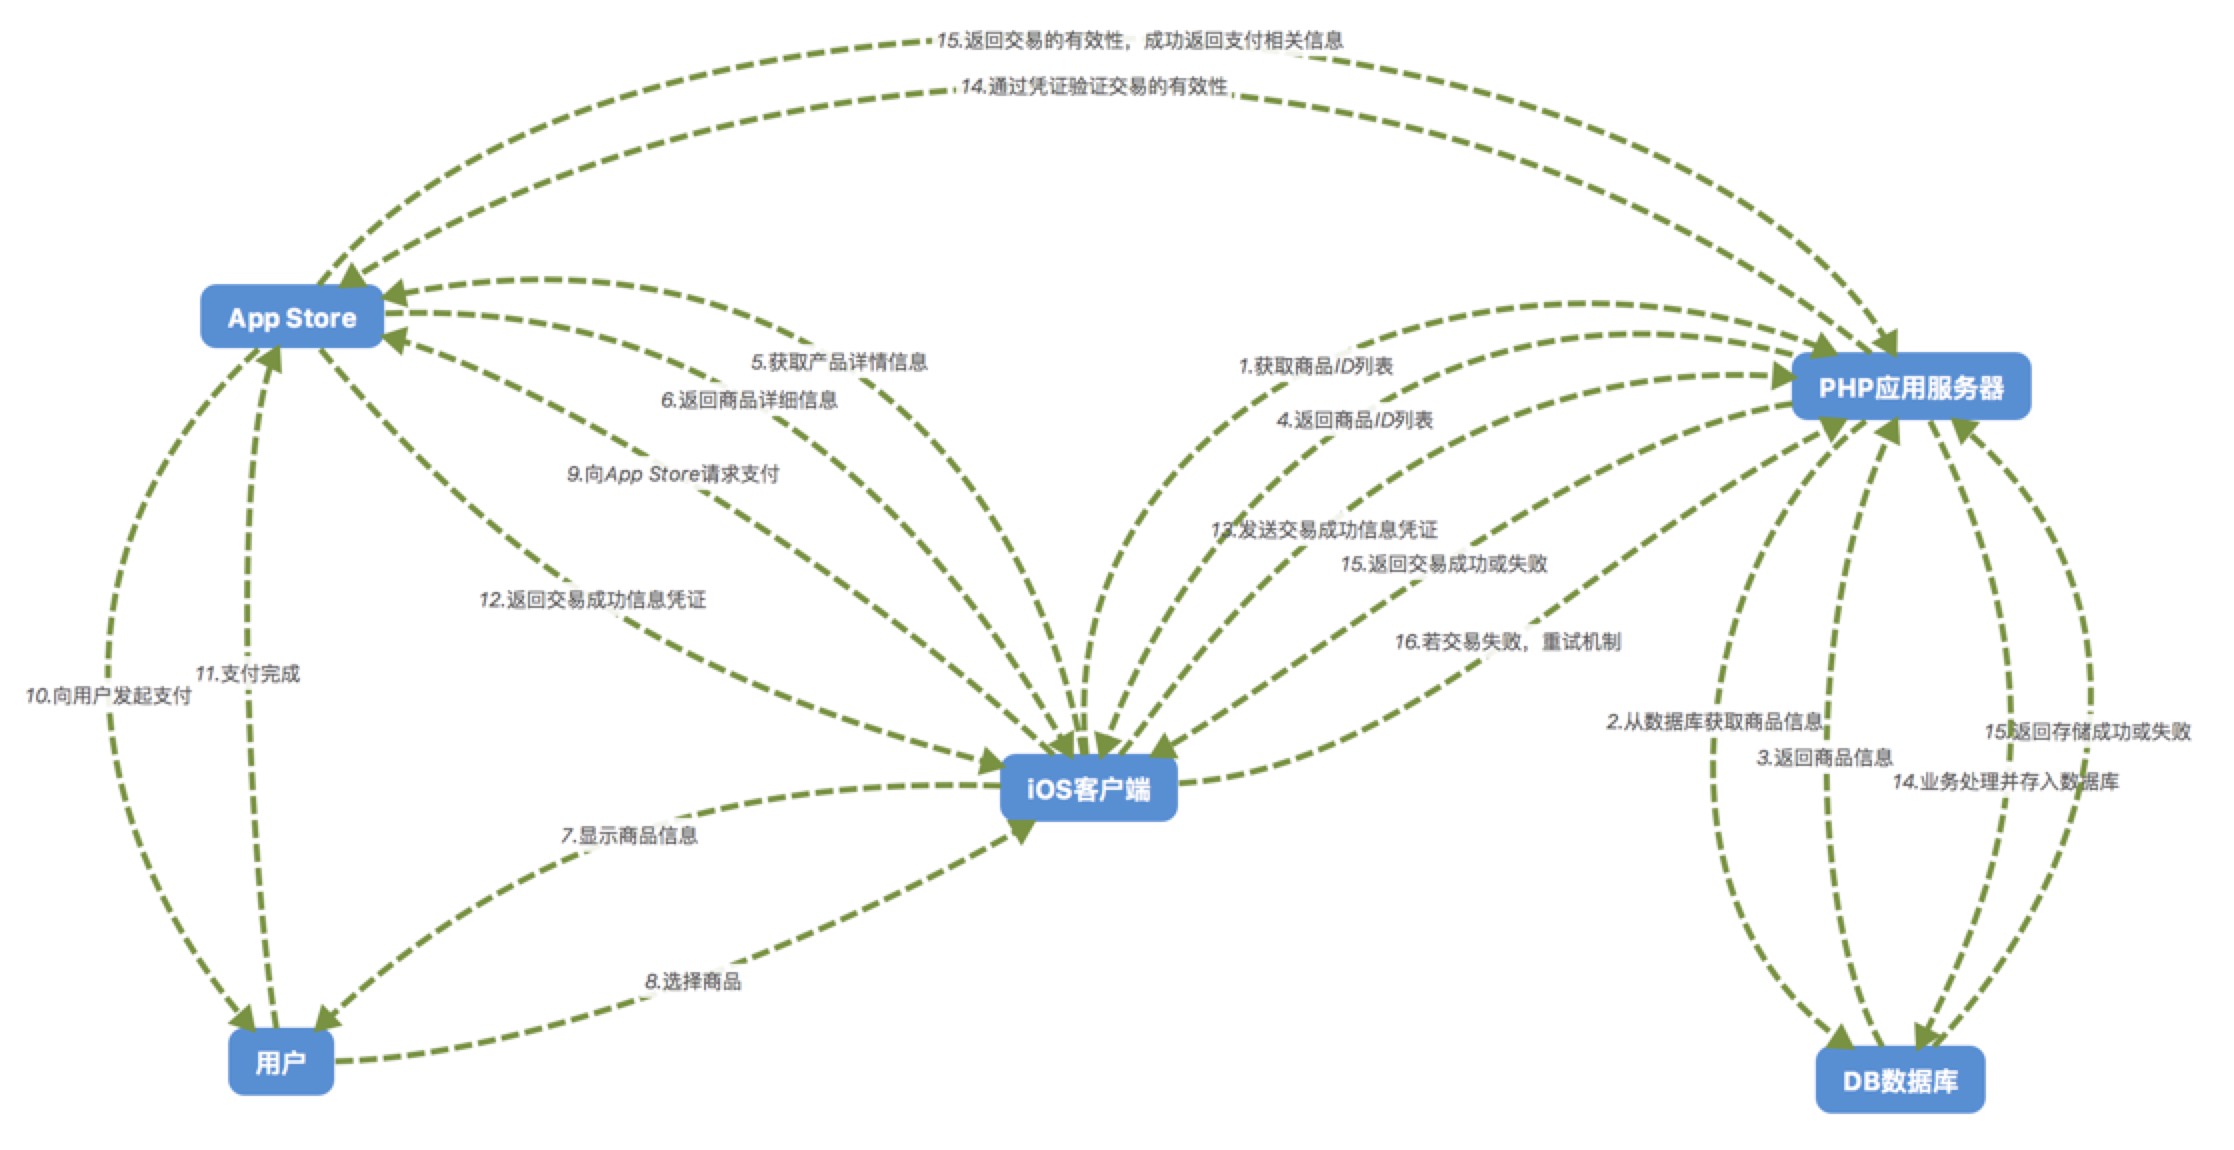 15.返回交易的有效性，成功返回支付相关信息
14.通过凭证验证交易的有效性
App Store
5.获取产品详情信息
1.获取商品ID列表
PHP应用服务器
6.返回商品详细信息
4.返回商品ID列表
9.向App Store请求支付
13.发送交易成功信息凭证
15.返回交易成功或失败
12.返回交易成功信息凭证
16.若交易失败，重试机制
11.支付完成
10.向用户发起支付
2.从数据库获取商品信息
15.返回存储成功或失败
3.返回商品信息
14.业务处理并存入数据库
iOS客户端
7.显示商品信息
8.选择商品
用户
DB数据库